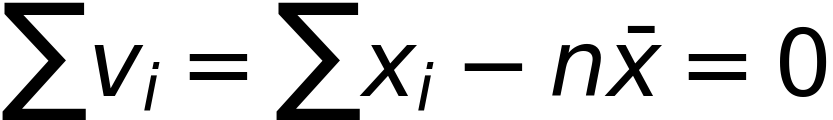 ∑vᵢ = ∑xᵢ − nx̄ = 0